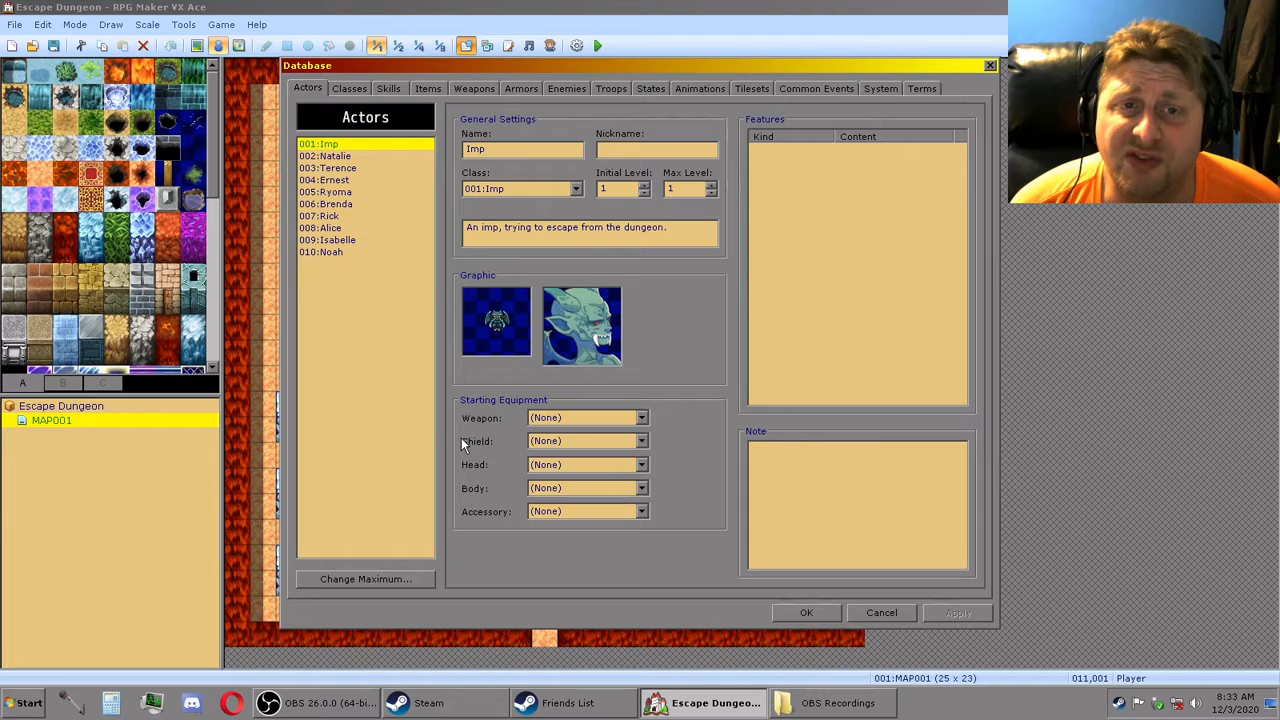 Escape Dungeon - RPG Maker VX Ace
File Edit Mode Draw Scale Tools Game Help
Database
Actors Classes Skills Items Weapons Armors Enemies Troops States Animations Tilesets Common Events System Terms
Actors
001:Imp
002:Natalie
003:Terence
004:Ernest
005:Ryoma
006:Brenda
007:Rick
008:Alice
009:Isabelle
010:Noah
Change Maximum...
General Settings
Name: Nickname:
Imp
Class: Initial Level: Max Level:
001:Imp 1 1
An imp, trying to escape from the dungeon.
Graphic
Starting Equipment
Weapon: (None)
Shield: (None)
Head: (None)
Body: (None)
Accessory: (None)
Features
Kind Content
Note
OK Cancel Apply
A B C
Escape Dungeon
MAP001
001:MAP001 (25 x 23) 011,001 Player
Start OBS 26.0.0 (64-bi... Steam Friends List Escape Dungeo... OBS Recordings
8:33 AM
12/3/2020